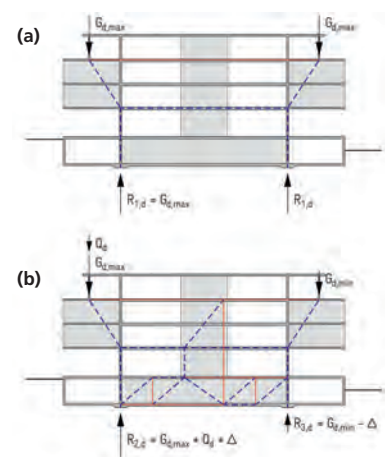 (a)
G_d,max
G_d,max
R_1,d = G_d,max
R_1,d
(b)
Q_d
G_d,max
G_d,min
R_2,d = G_d,max + Q_d + Δ
R_3,d = G_d,min − Δ